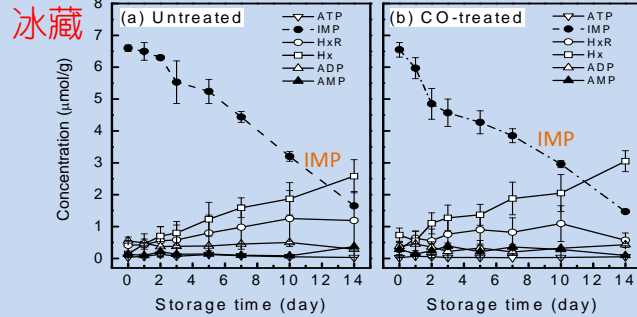 冰藏
(a) Untreated
ATP
IMP
HxR
Hx
ADP
AMP
(b) CO-treated
ATP
IMP
HxR
Hx
ADP
AMP
Concentration (μmol/g)
7
6
5
4
3
2
1
0
IMP
IMP
0 2 4 6 8 10 12 14
0 2 4 6 8 10 12 14
Storage time (day)
Storage time (day)